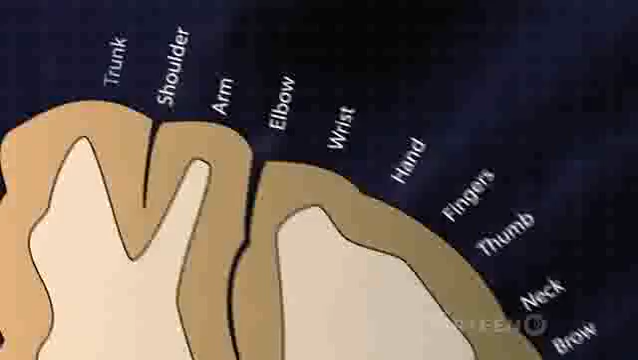 Trunk
Shoulder
Arm
Elbow
Wrist
Hand
Fingers
Thumb
Neck
Brow